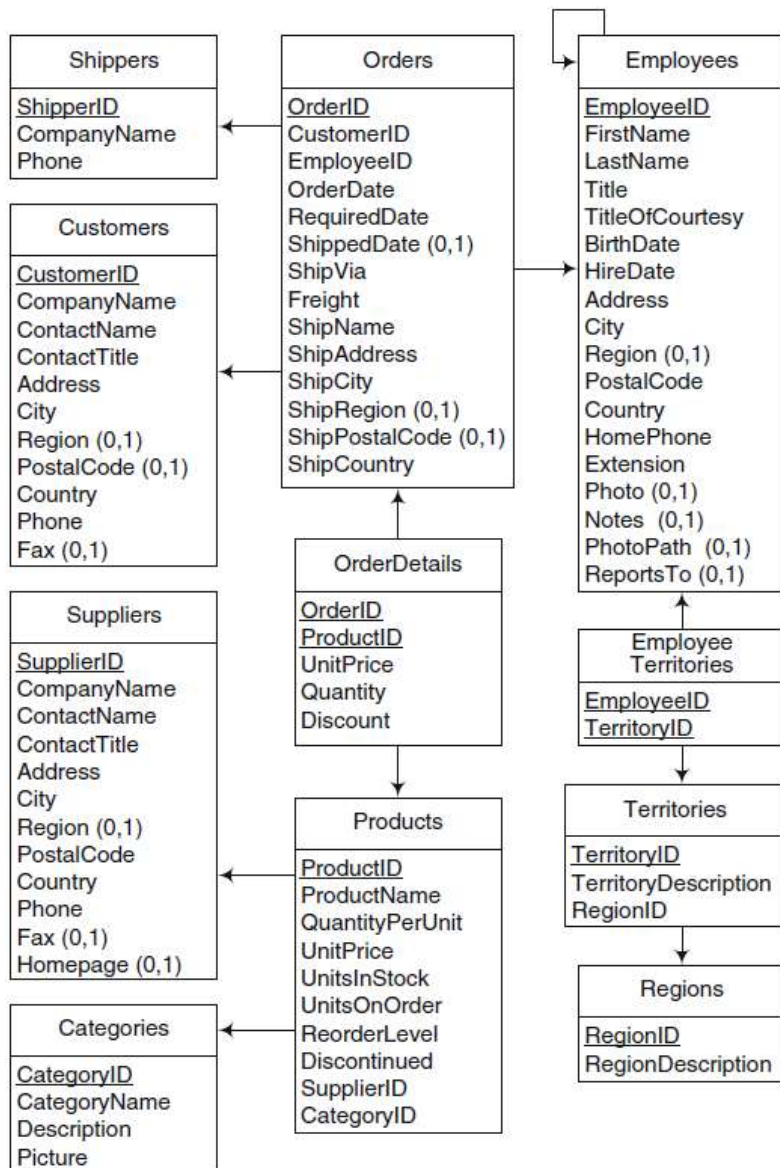 Shippers
ShipperID
CompanyName
Phone
Customers
CustomerID
CompanyName
ContactName
ContactTitle
Address
City
Region (0,1)
PostalCode (0,1)
Country
Phone
Fax (0,1)
Suppliers
SupplierID
CompanyName
ContactName
ContactTitle
Address
City
Region (0,1)
PostalCode
Country
Phone
Fax (0,1)
Homepage (0,1)
Categories
CategoryID
CategoryName
Description
Picture
Orders
OrderID
CustomerID
EmployeeID
OrderDate
RequiredDate
ShippedDate (0,1)
ShipVia
Freight
ShipName
ShipAddress
ShipCity
ShipRegion (0,1)
ShipPostalCode (0,1)
ShipCountry
OrderDetails
OrderID
ProductID
UnitPrice
Quantity
Discount
Products
ProductID
ProductName
QuantityPerUnit
UnitPrice
UnitsInStock
UnitsOnOrder
ReorderLevel
Discontinued
SupplierID
CategoryID
Employees
EmployeeID
FirstName
LastName
Title
TitleOfCourtesy
BirthDate
HireDate
Address
City
Region (0,1)
PostalCode
Country
HomePhone
Extension
Photo (0,1)
Notes (0,1)
PhotoPath (0,1)
ReportsTo (0,1)
Employee
Territories
EmployeeID
TerritoryID
Territories
TerritoryID
TerritoryDescription
RegionID
Regions
RegionID
RegionDescription